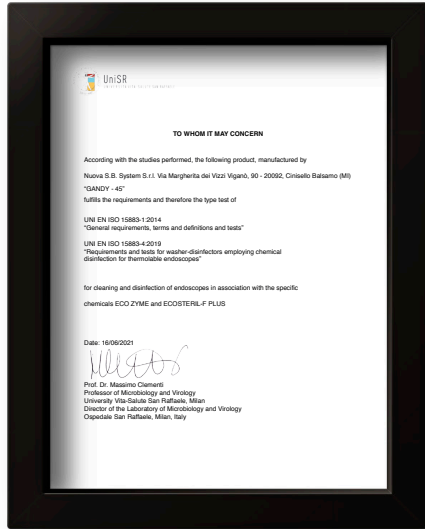 UniSR
TO WHOM IT MAY CONCERN
According with the studies performed, the following product, manufactured by
Nuova S.B. System S.r.l. Via Margherita dei Vizzi Viganò, 90 - 20092, Cinisello Balsamo (MI)
“GANDY - 45”
fulfills the requirements and therefore the type test of
UNI EN ISO 15883-1:2014
“General requirements, terms and definitions and tests”
UNI EN ISO 15883-4:2019
“Requirements and tests for washer-disinfectors employing chemical
disinfection for thermolable endoscopes”
for cleaning and disinfection of endoscopes in association with the specific
chemicals ECO ZYME and ECOSTERIL-F PLUS
Date: 16/06/2021
Prof. Dr. Massimo Clementi
Professor of Microbiology and Virology
University Vita-Salute San Raffaele, Milan
Director of the Laboratory of Microbiology and Virology
Ospedale San Raffaele, Milan, Italy